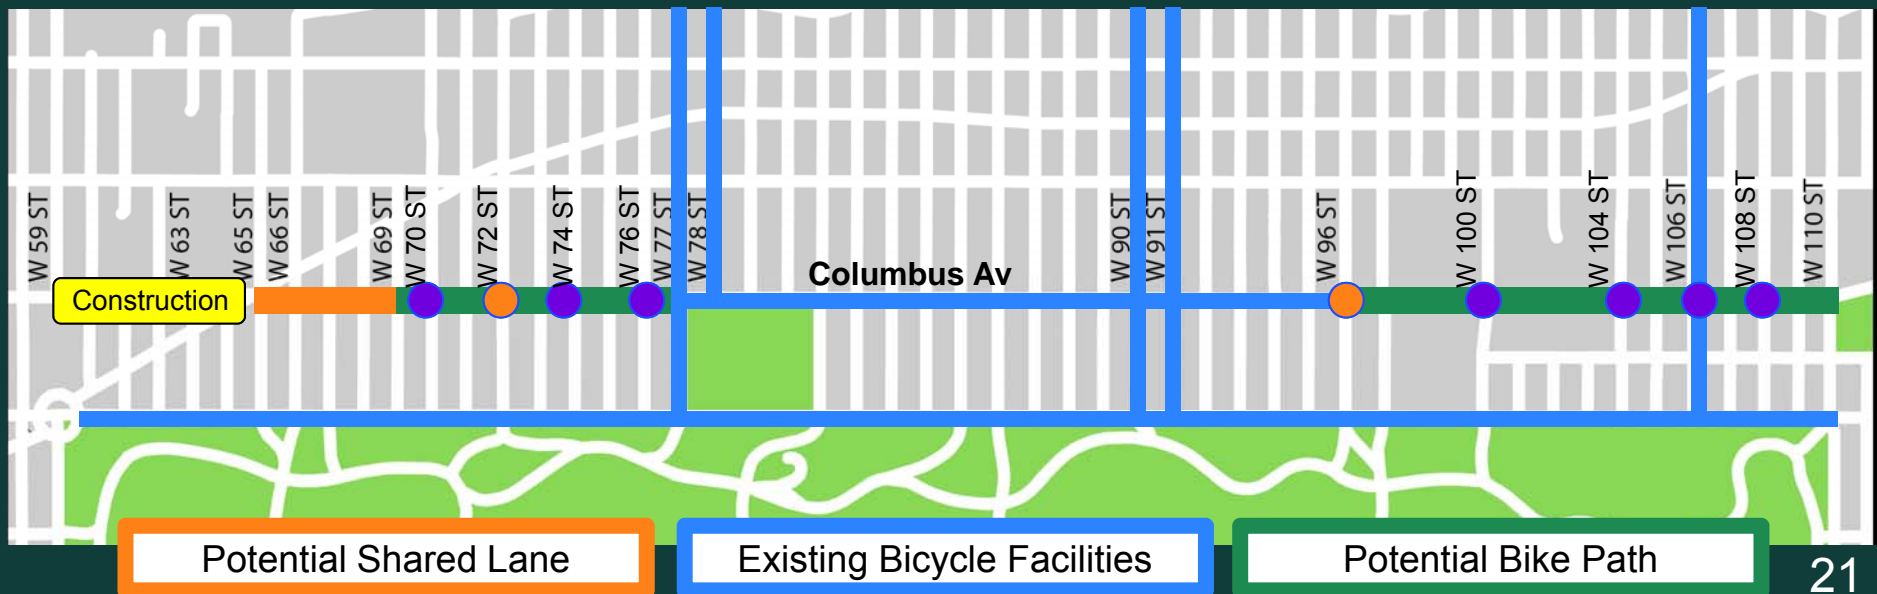 W 59 ST
W 63 ST
W 65 ST
W 66 ST
W 69 ST
W 70 ST
W 72 ST
W 74 ST
W 76 ST
W 77 ST
W 78 ST
W 90 ST
W 91 ST
W 96 ST
W 100 ST
W 104 ST
W 106 ST
W 108 ST
W 110 ST
Columbus Av
Construction
Potential Shared Lane
Existing Bicycle Facilities
Potential Bike Path
21